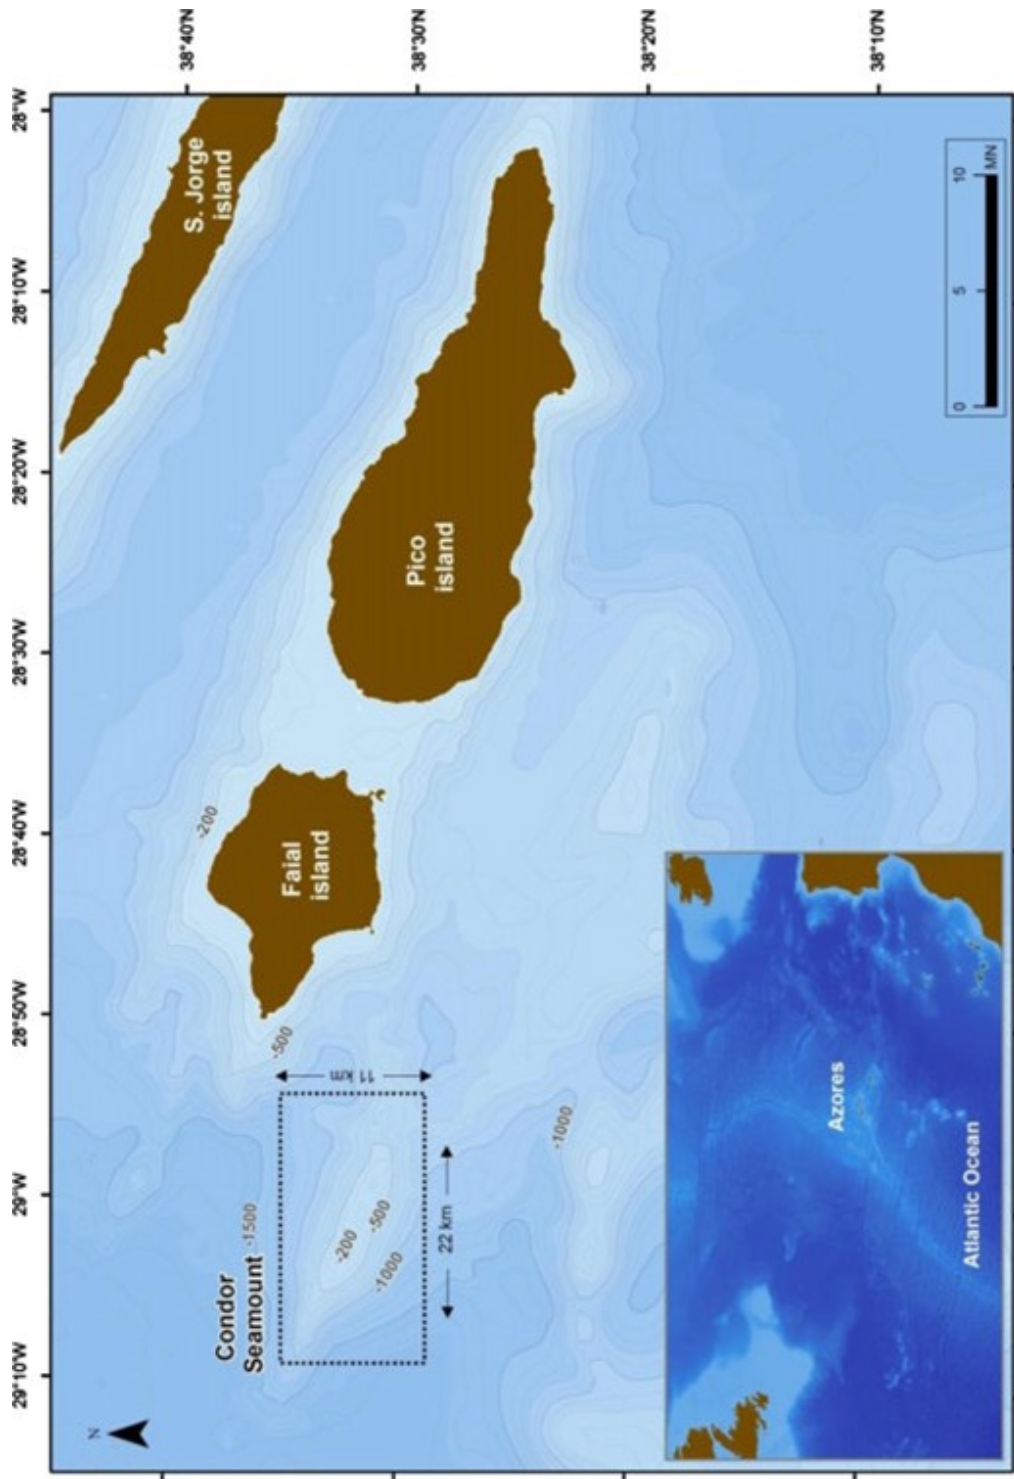 28°W
28°10'W
28°20'W
28°30'W
28°40'W
28°50'W
29°W
29°10'W
38°40'N
38°30'N
38°20'N
38°10'N
N
S. Jorge
island
Pico
island
Faial
island
-200
-500
11 km
-1000
Condor
Seamount
-1500
-200
-500
-1000
22 km
0
5
10
MN
Azores
Atlantic Ocean